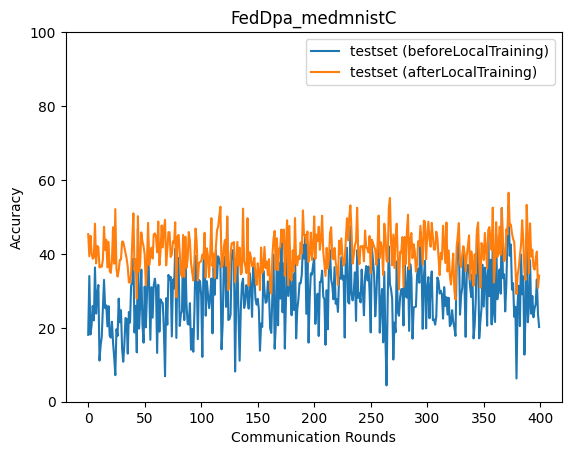 FedDpa_medmnistC
testset (beforeLocalTraining)
testset (afterLocalTraining)
Accuracy
100
80
60
40
20
0
0 50 100 150 200 250 300 350 400
Communication Rounds